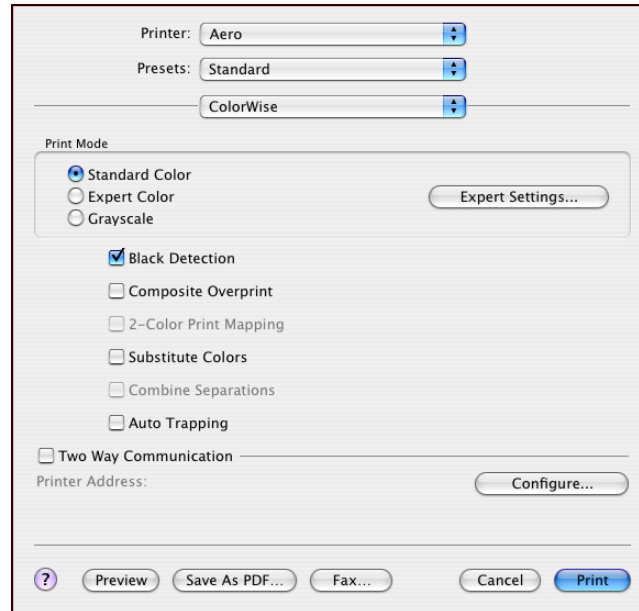 Printer: Aero
Presets: Standard
ColorWise
Print Mode
Standard Color
Expert Color
Expert Settings...
Grayscale
Black Detection
Composite Overprint
2-Color Print Mapping
Substitute Colors
Combine Separations
Auto Trapping
Two Way Communication
Printer Address:
Configure...
? Preview Save As PDF... Fax... Cancel Print